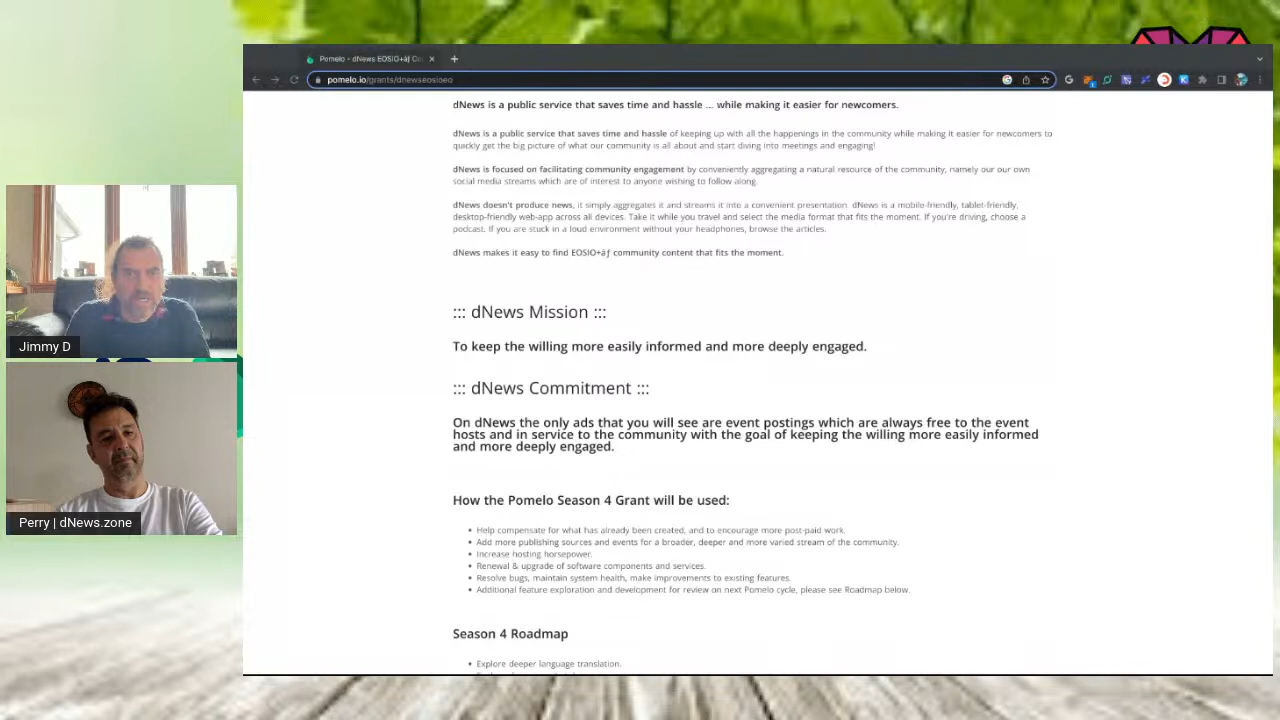 Pomelo - dNews EOSIO+äƒ Co
pomelo.io/grants/dnewseosioeo
dNews is a public service that saves time and hassle ... while making it easier for newcomers.
dNews is a public service that saves time and hassle of keeping up with all the happenings in the community while making it easier for newcomers to
quickly get the big picture of what our community is all about and start diving into meetings and engaging!
dNews is focused on facilitating community engagement by conveniently aggregating a natural resource of the community, namely our our own
social media streams which are of interest to anyone wishing to follow along.
dNews doesn't produce news, it simply aggregates it and streams it into a convenient presentation. dNews is a mobile-friendly, tablet-friendly,
desktop-friendly web-app across all devices. Take it while you travel and select the media format that fits the moment. If you're driving, choose a
podcast. If you are stuck in a loud environment without your headphones, browse the articles.
dNews makes it easy to find EOSIO+äƒ community content that fits the moment.
::: dNews Mission :::
To keep the willing more easily informed and more deeply engaged.
::: dNews Commitment :::
On dNews the only ads that you will see are event postings which are always free to the event
hosts and in service to the community with the goal of keeping the willing more easily informed
and more deeply engaged.
How the Pomelo Season 4 Grant will be used:
• Help compensate for what has already been created, and to encourage more post-paid work.
• Add more publishing sources and events for a broader, deeper and more varied stream of the community.
• Increase hosting horsepower.
• Renewal & upgrade of software components and services.
• Resolve bugs, maintain system health, make improvements to existing features.
• Additional feature exploration and development for review on next Pomelo cycle, please see Roadmap below.
Season 4 Roadmap
• Explore deeper language translation.
Jimmy D
Perry | dNews.zone